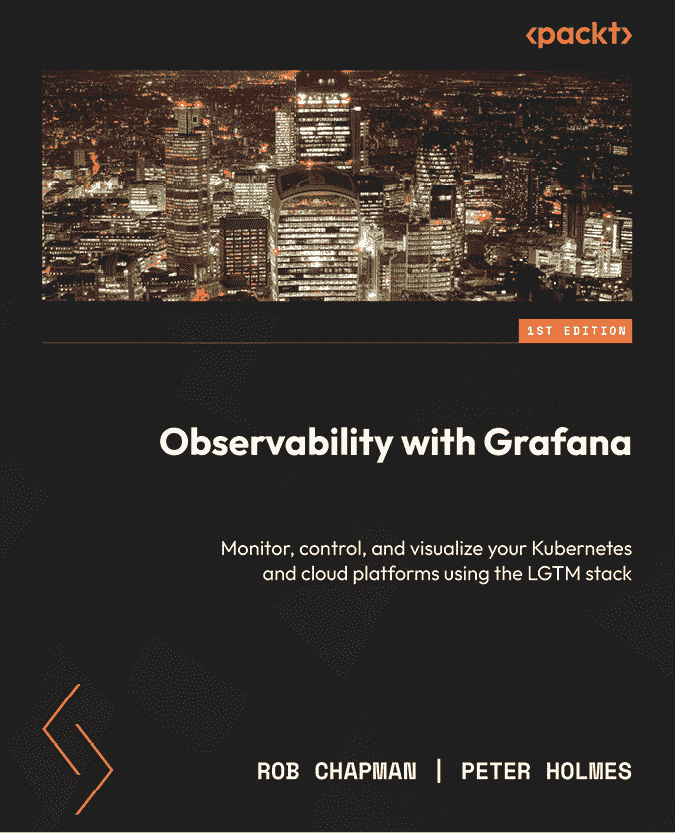 <packt>
1ST EDITION
Observability with Grafana
Monitor, control, and visualize your Kubernetes
and cloud platforms using the LGTM stack
ROB CHAPMAN | PETER HOLMES